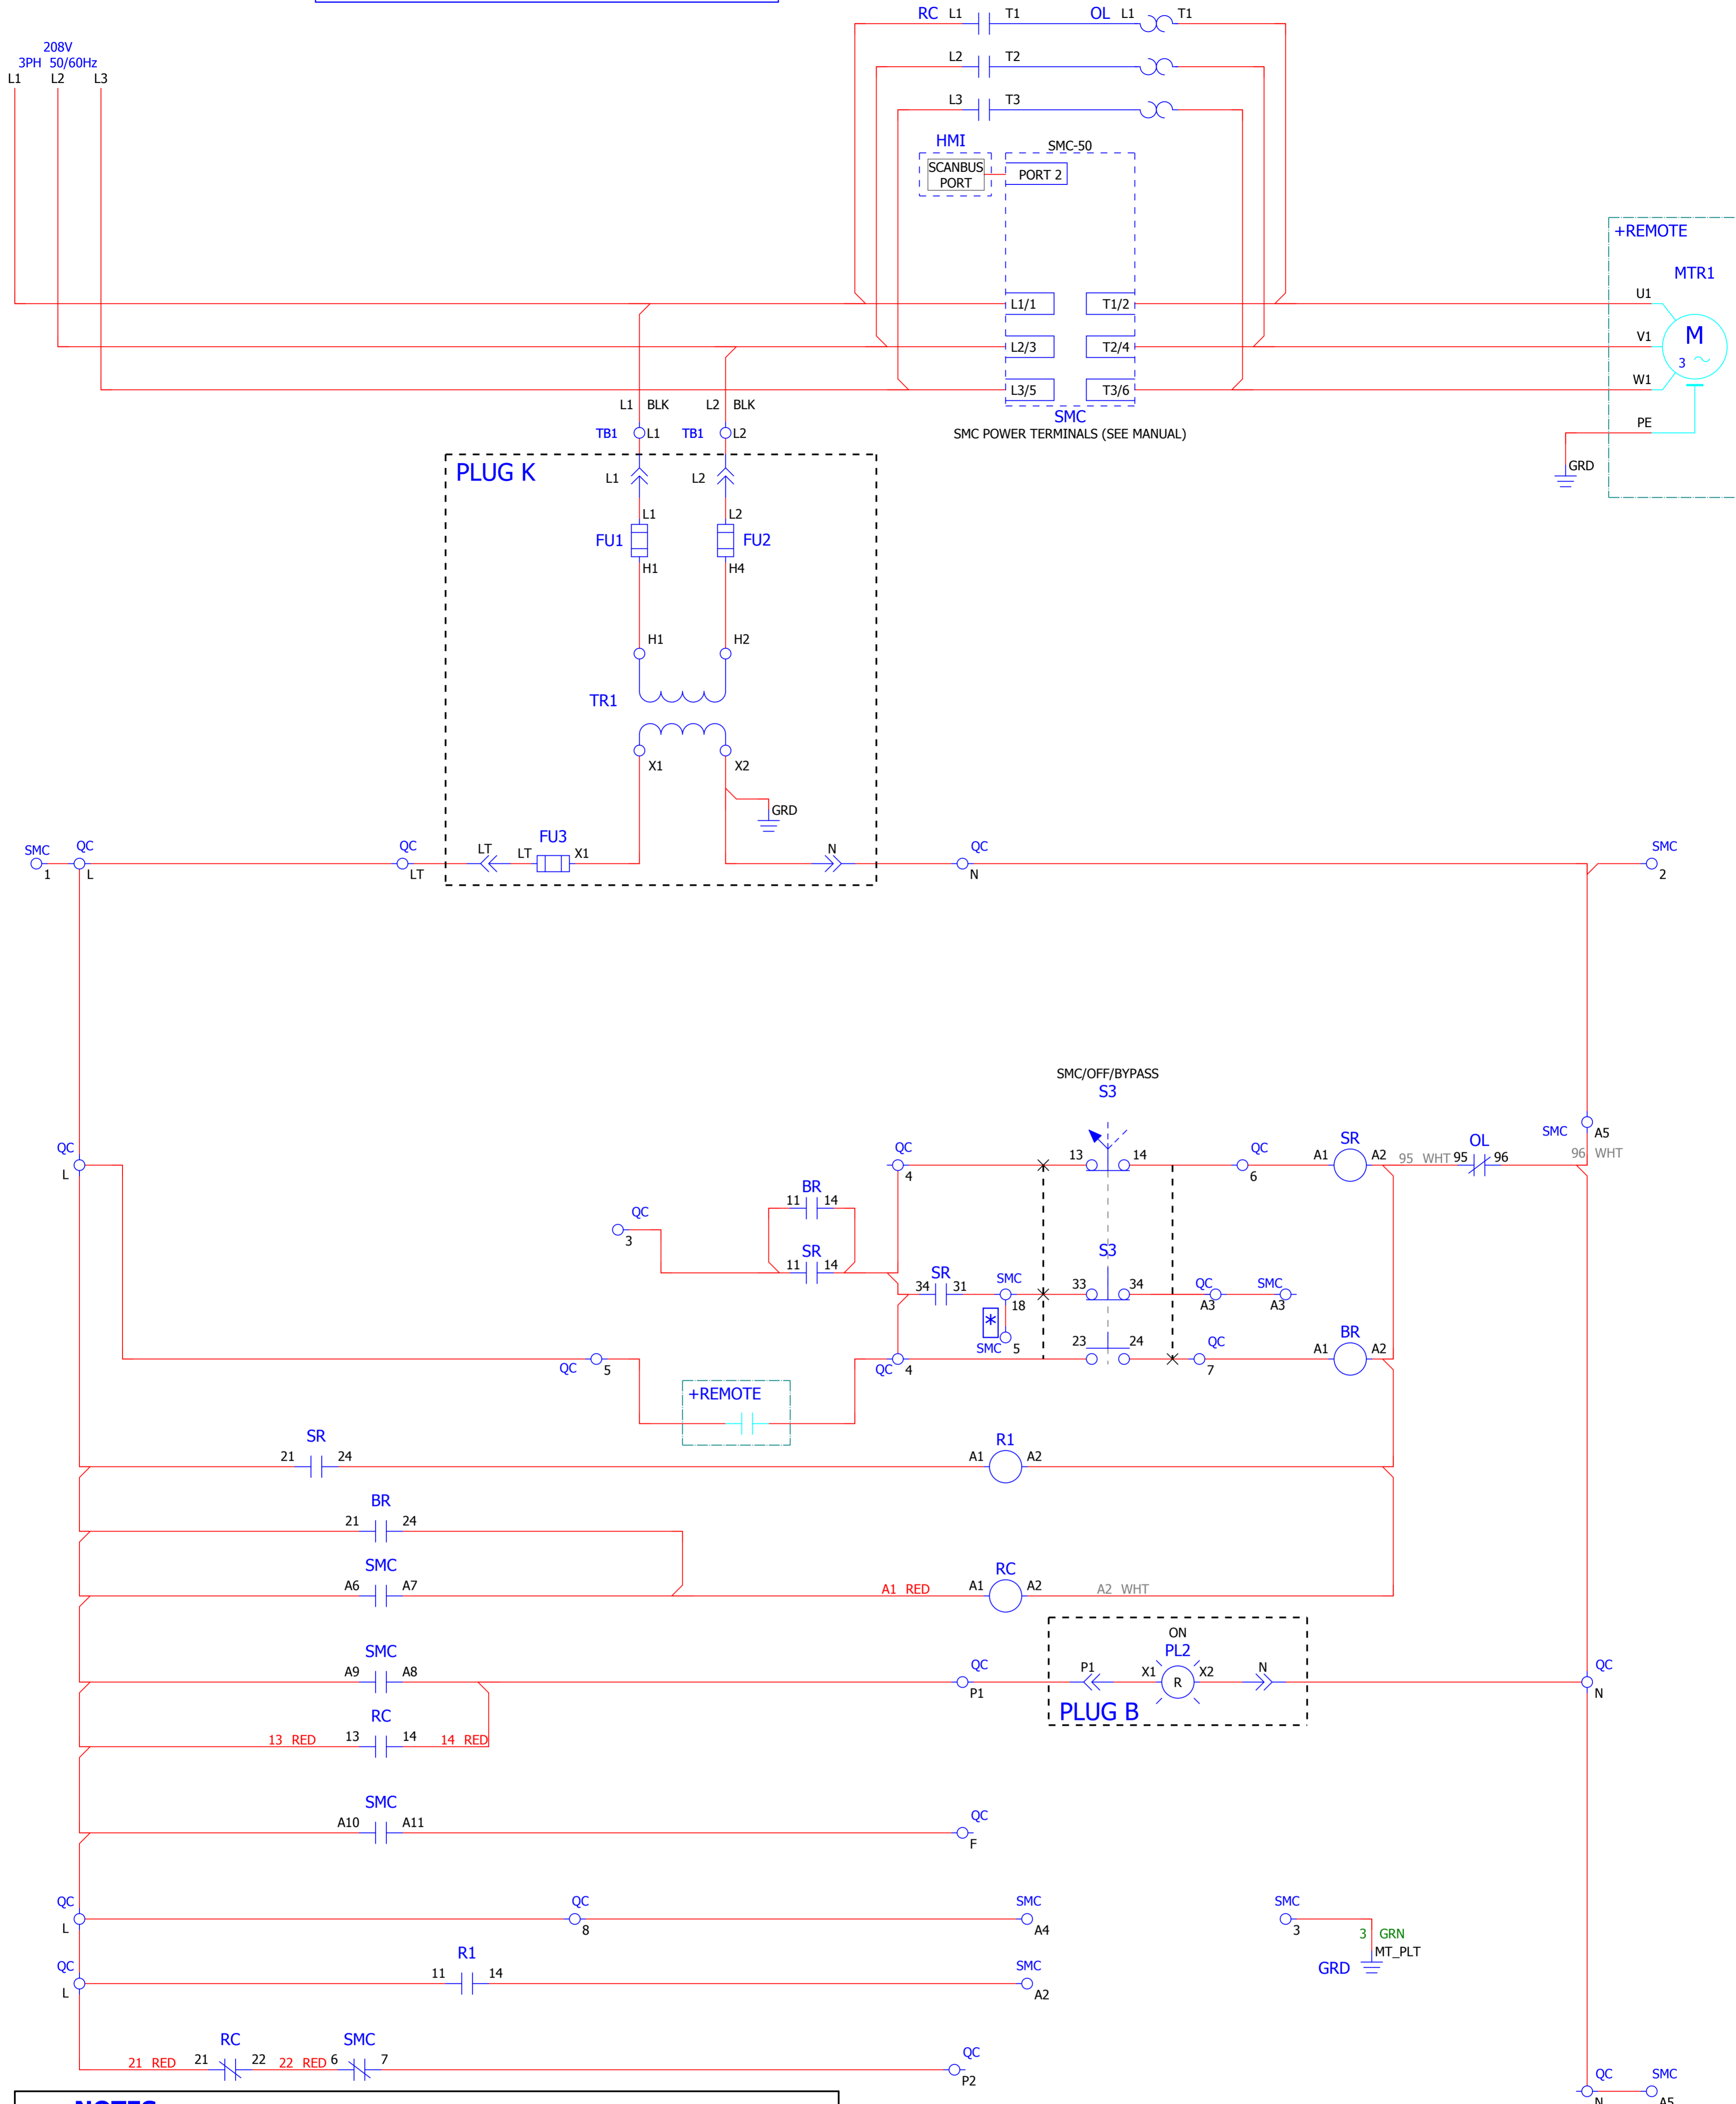 RC L1 T1 OL L1 T1
208V
3PH 50/60Hz
L1 L2 L3
L2 T2
L3 T3
HMI
SMC-50
SCANBUS
PORT
PORT 2
+REMOTE
MTR1
U1
L1/1 T1/2
V1
M
3
L2/3 T2/4
W1
L3/5 T3/6
L1 BLK L2 BLK
SMC
PE
TB1 L1 TB1 L2
SMC POWER TERMINALS (SEE MANUAL)
PLUG K
L1 L2
GRD
L1 L2
FU1 FU2
H1 H4
H1 H2
TR1
X1 X2
GRD
FU3
SMC QC QC LT LT X1 N QC SMC
1 L LT N 2
SMC/OFF/BYPASS
S3
SMC A5
QC QC 13 14 QC SR OL
L 4 6 A1 A2 95 WHT 95 96 96 WHT
BR
11 14
QC
3
SR
11 14
S3
SR
34 31 SMC 33 34 QC SMC
18 A3 A3
*
SMC 5
23 24 QC BR
A1 A2
QC 5 QC 4 7
+REMOTE
SR R1
21 24 A1 A2
BR
21 24
SMC RC
A6 A7 A1 RED A1 A2 A2 WHT
ON
PL2
SMC
A9 A8 QC P1 X1 R X2 N QC
P1 N
PLUG B
RC
13 RED 13 14 14 RED
SMC
A10 A11 QC
F
QC QC SMC SMC
L 8 A4 3
3 GRN
MT_PLT
GRD
QC R1 SMC
L 11 14 A2
RC SMC
21 RED 21 22 22 RED 6 7 QC
P2
QC SMC
N A5
NOTES